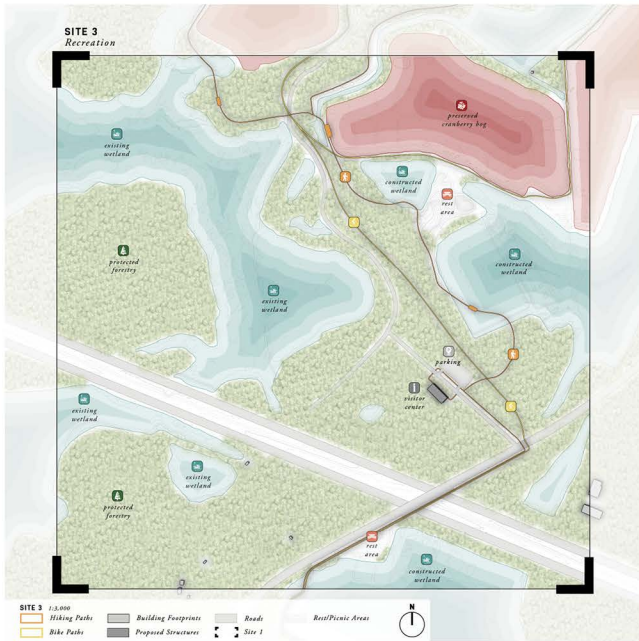 SITE 3
Recreation
preserved
cranberry bog
existing
wetland
constructed
wetland
rest
area
protected
forestry
constructed
wetland
existing
wetland
parking
visitor
center
existing
wetland
existing
wetland
protected
forestry
rest
area
constructed
wetland
SITE 3 1:3,000
Hiking Paths
Building Footprints
Roads
Rest/Picnic Areas
Bike Paths
Proposed Structures
Site 1
N